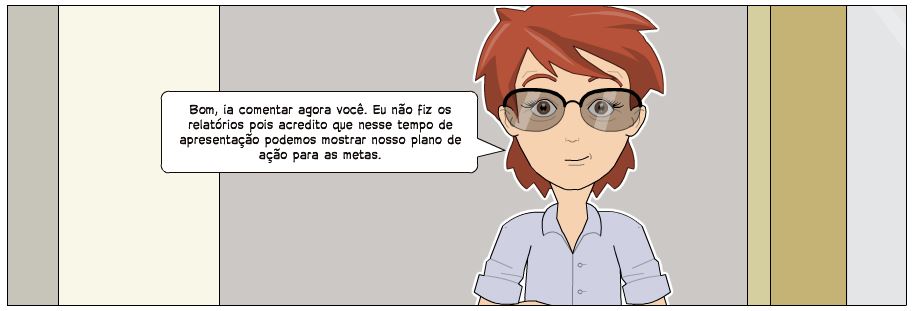 Bom, ia comentar agora você. Eu não fiz os
relatórios pois acredito que nesse tempo de
apresentação podemos mostrar nosso plano de
ação para as metas.